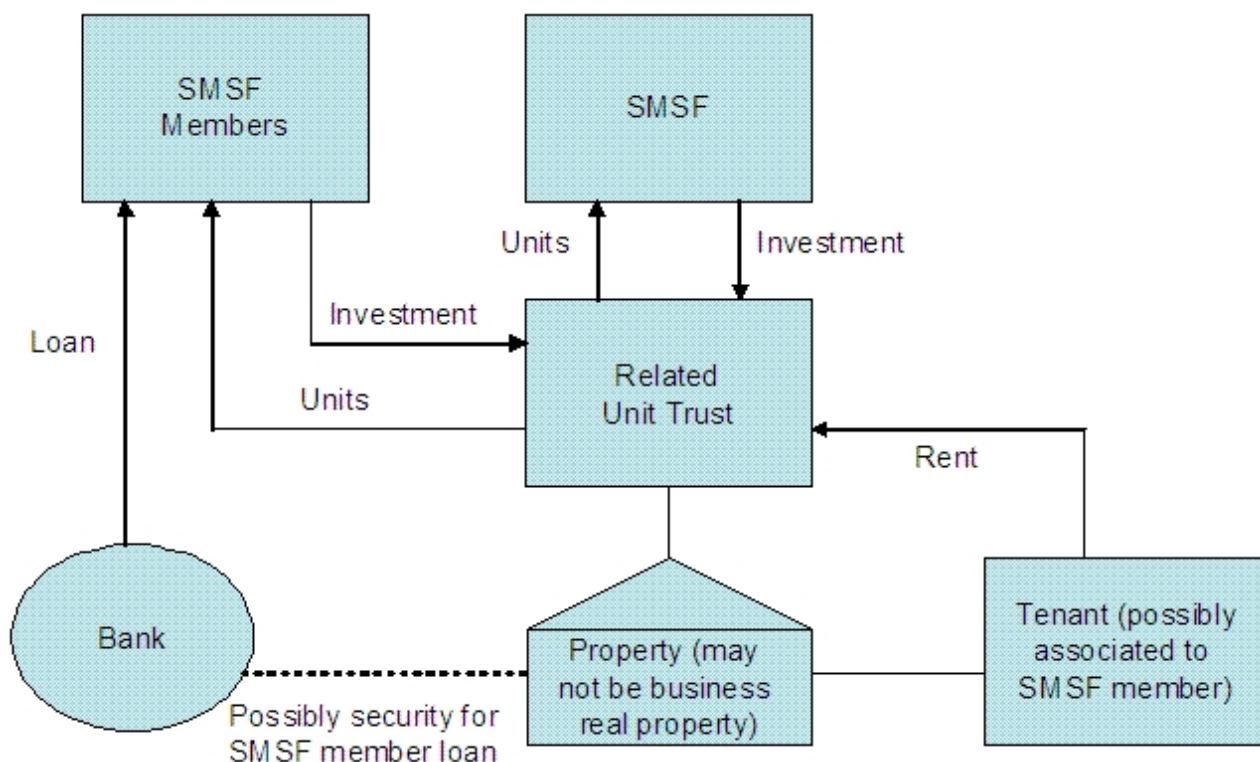 SMSF
Members
SMSF
Units
Investment
Investment
Loan
Units
Related
Unit Trust
Rent
Bank
Property (may
not be business
real property)
Tenant (possibly
associated to
SMSF member)
Possibly security for
SMSF member loan